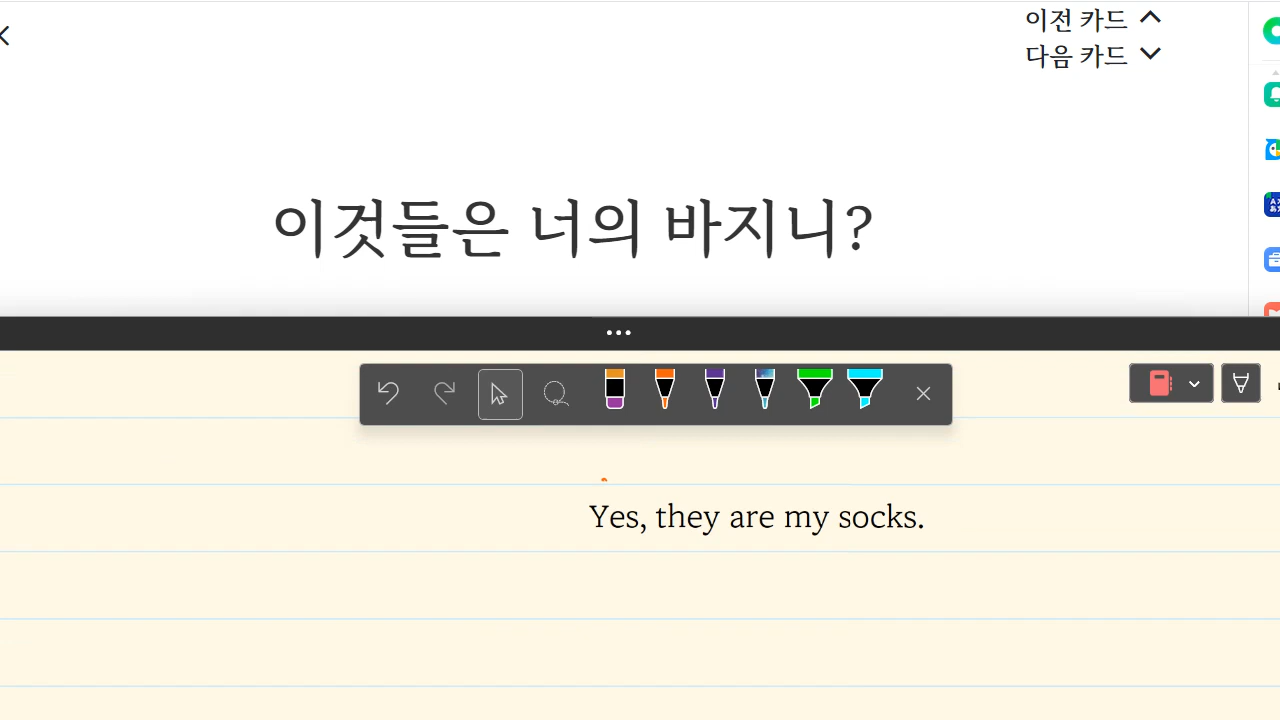 이전 카드
다음 카드
이것들은 너의 바지니?
Yes, they are my socks.